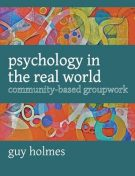 psychology in the
real world
community-based groupwork
guy holmes